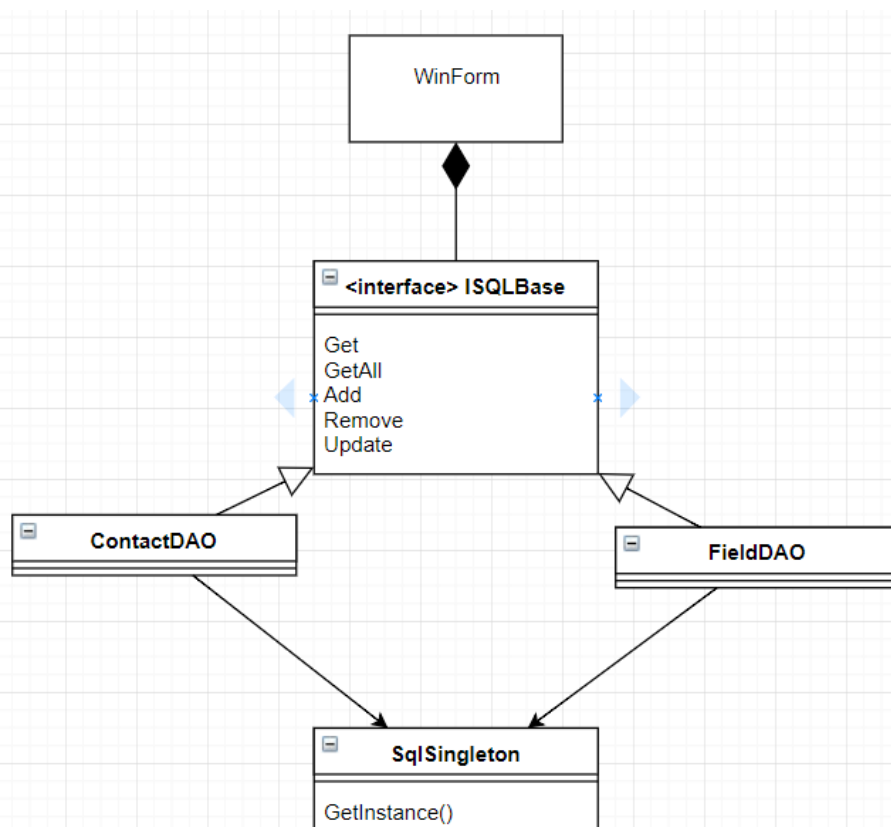 WinForm
<interface> ISQLBase
Get
GetAll
Add
Remove
Update
ContactDAO
FieldDAO
SqlSingleton
GetInstance()